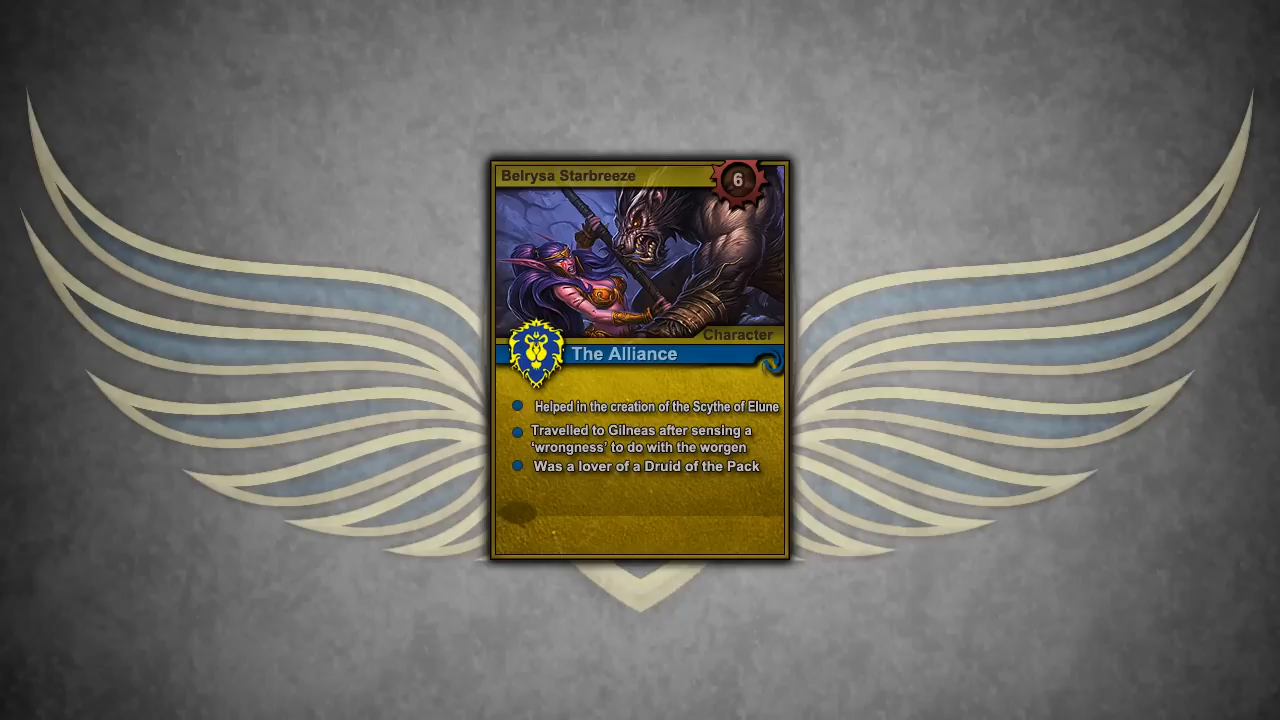 Belrysa Starbreeze
6
Character
The Alliance
Helped in the creation of the Scythe of Elune
Travelled to Gilneas after sensing a
‘wrongness’ to do with the worgen
Was a lover of a Druid of the Pack